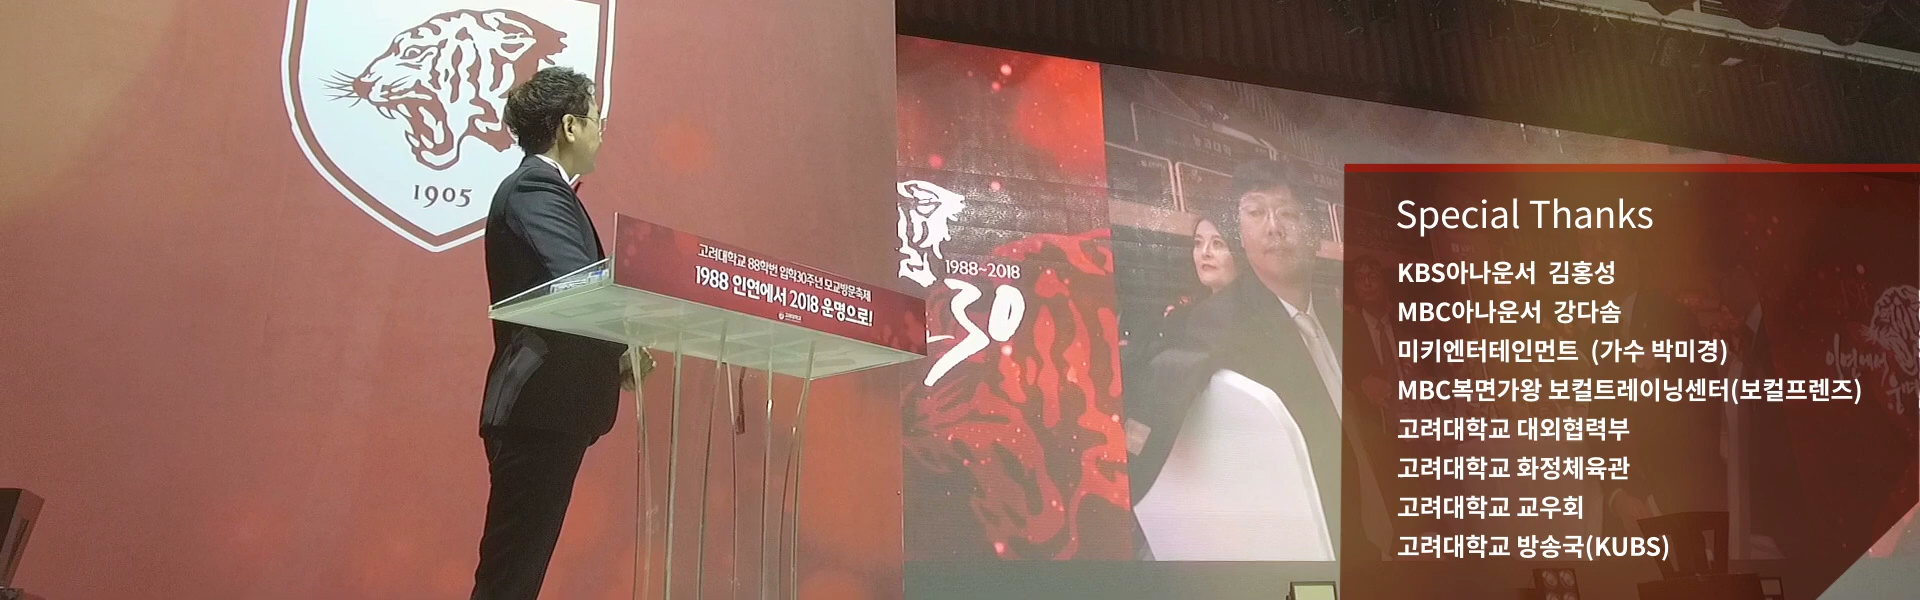 1905
고려대학교 88학번 입학30주년 모교방문축제
1988 인연에서 2018 운명으로!
고려대학교
1988~2018
30
Special Thanks
KBS아나운서 김홍성
MBC아나운서 강다솜
미키엔터테인먼트 (가수 박미경)
MBC복면가왕 보컬트레이닝센터(보컬프렌즈)
고려대학교 대외협력부
고려대학교 화정체육관
고려대학교 교우회
고려대학교 방송국(KUBS)